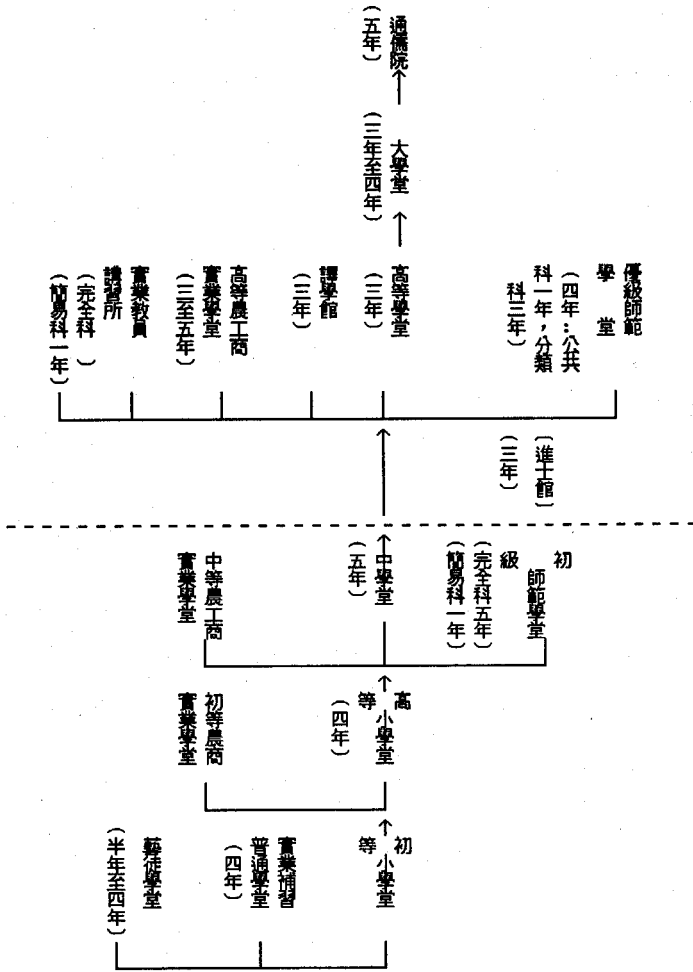 通儒院
（五年）
大學堂
（三年至四年）
優級師範
學堂
（四年：公共
科一年，分類
科三年）
高等學堂
（三年）
譯學館
（三年）
高等農工商
實業學堂
（三至五年）
實業教員
講習所
（完全科　）
（簡易科一年）
〔進士館〕
（三年）
初級師範學堂
（完全科五年）
（簡易科一年）
中學堂
（五年）
中等農工商
實業學堂
高等小學堂
（四年）
初等農商
實業學堂
初等小學堂
實業補習
普通學堂
（四年）
藝徒學堂
（半年至四年）